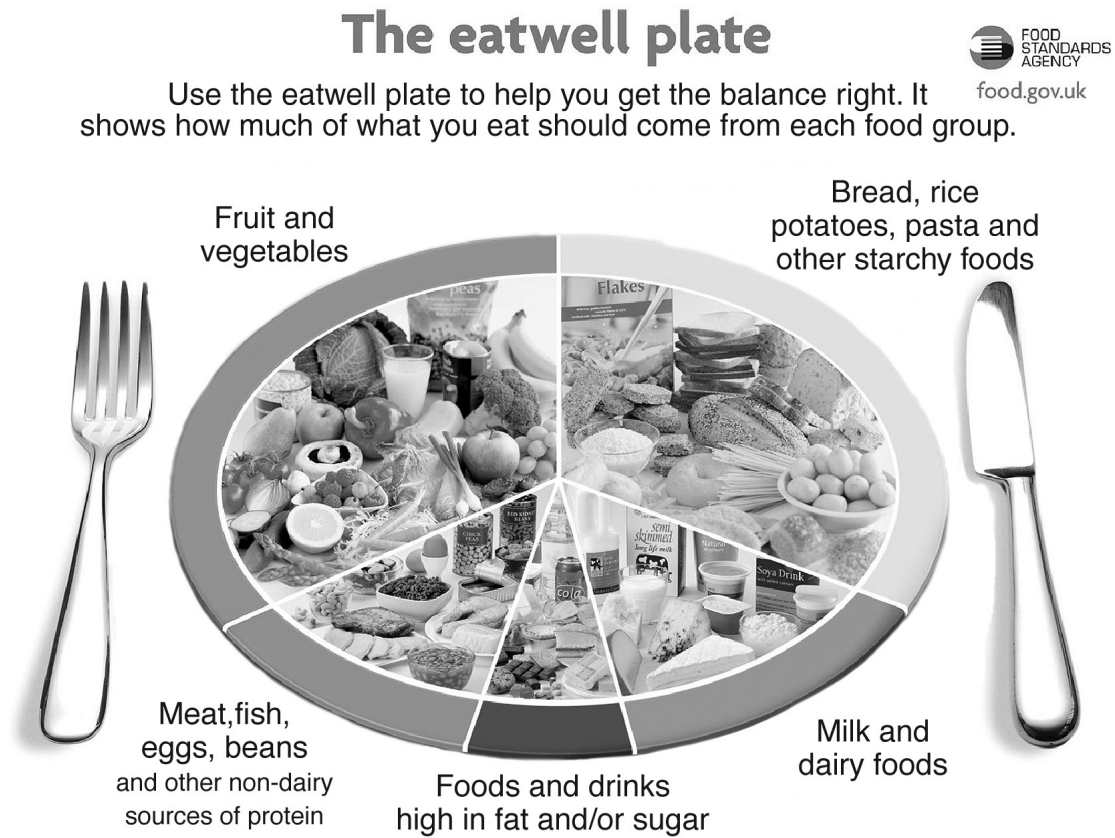 The eatwell plate
FOOD
STANDARDS
AGENCY
food.gov.uk
Use the eatwell plate to help you get the balance right. It
shows how much of what you eat should come from each food group.
Fruit and
vegetables
Bread, rice
potatoes, pasta and
other starchy foods
peas
Flakes
CHICK
PEAS
RED KIDNEY
BEANS
semi
skimmed
long life milk
Natural
Yoghurt
Soya Drink
cola
Meat,fish,
eggs, beans
and other non-dairy
sources of protein
Foods and drinks
high in fat and/or sugar
Milk and
dairy foods